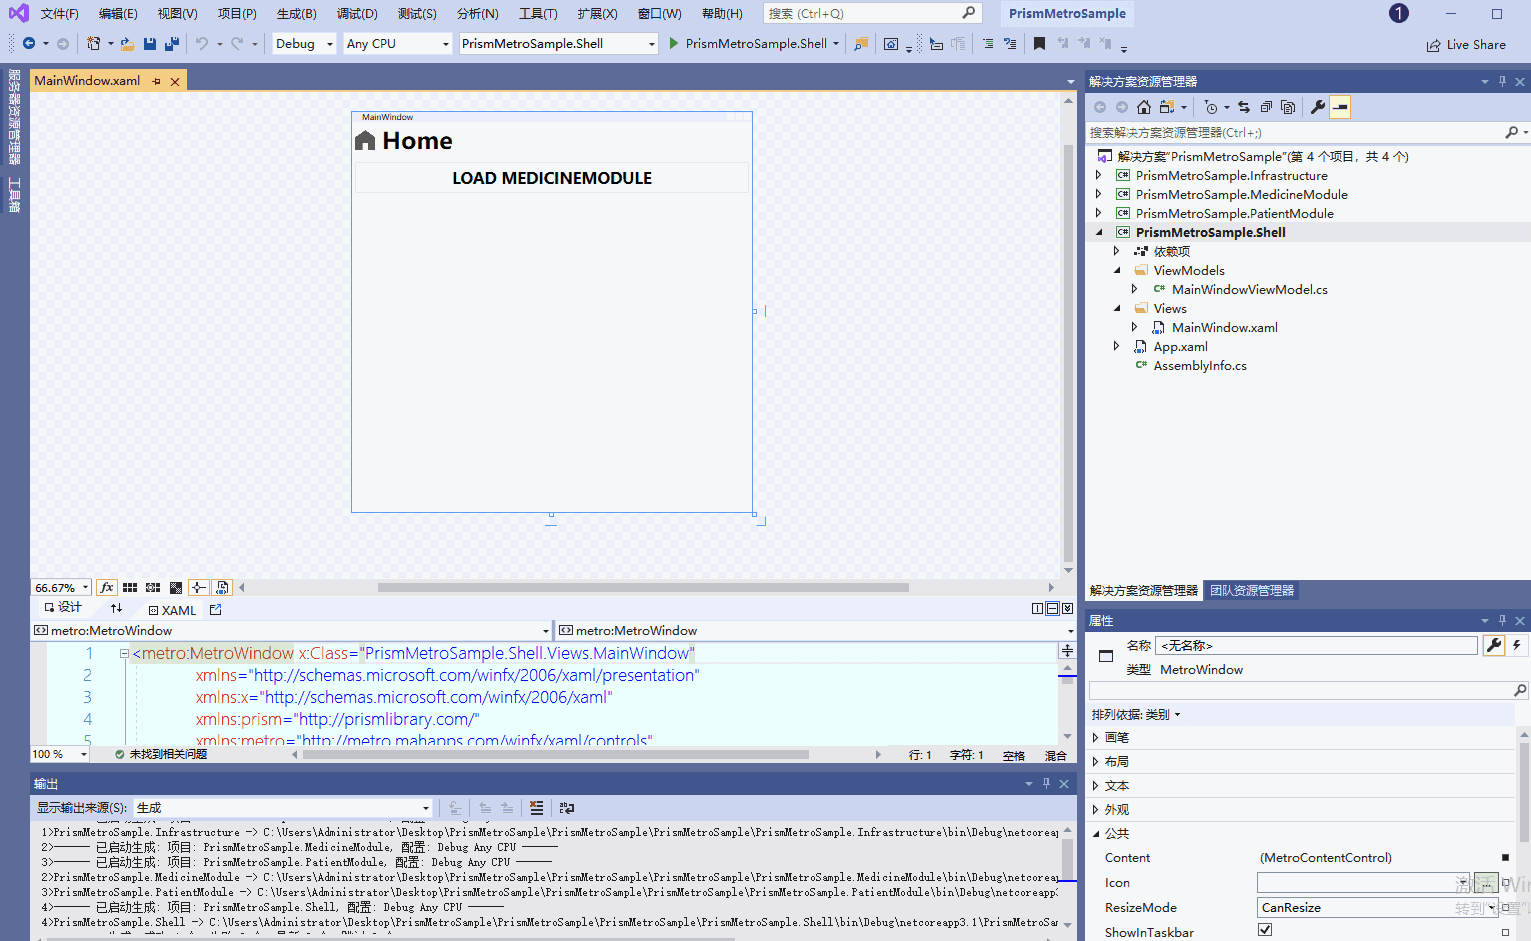 文件(F) 编辑(E) 视图(V) 项目(P) 生成(B) 调试(D) 测试(S) 分析(N) 工具(T) 扩展(X) 窗口(W) 帮助(H) 搜索 (Ctrl+Q) PrismMetroSample 1
Debug Any CPU PrismMetroSample.Shell PrismMetroSample.Shell Live Share
服务器资源管理器
工具箱
MainWindow.xaml
MainWindow
Home
LOAD MEDICINEMODULE
66.67% fx
设计 XAML
metro:MetroWindow metro:MetroWindow
1 <metro:MetroWindow x:Class="PrismMetroSample.Shell.Views.MainWindow"
2 xmlns="http://schemas.microsoft.com/winfx/2006/xaml/presentation"
3 xmlns:x="http://schemas.microsoft.com/winfx/2006/xaml"
4 xmlns:prism="http://prismlibrary.com/"
5 xmlns:metro="http://metro.mahapps.com/winfx/xaml/controls"
100 % 未找到相关问题 行: 1 字符: 1 空格 混合
输出
显示输出来源(S): 生成
1>PrismMetroSample.Infrastructure -> C:\Users\Administrator\Desktop\PrismMetroSample\PrismMetroSample\PrismMetroSample\PrismMetroSample.Infrastructure\bin\Debug\netcoreap
2>------ 已启动生成: 项目: PrismMetroSample.MedicineModule, 配置: Debug Any CPU ------
3>------ 已启动生成: 项目: PrismMetroSample.PatientModule, 配置: Debug Any CPU ------
2>PrismMetroSample.MedicineModule -> C:\Users\Administrator\Desktop\PrismMetroSample\PrismMetroSample\PrismMetroSample\PrismMetroSample.MedicineModule\bin\Debug\netcoreap
3>PrismMetroSample.PatientModule -> C:\Users\Administrator\Desktop\PrismMetroSample\PrismMetroSample\PrismMetroSample\PrismMetroSample.PatientModule\bin\Debug\netcoreapp3
4>------ 已启动生成: 项目: PrismMetroSample.Shell, 配置: Debug Any CPU ------
4>PrismMetroSample.Shell -> C:\Users\Administrator\Desktop\PrismMetroSample\PrismMetroSample\PrismMetroSample\PrismMetroSample.Shell\bin\Debug\netcoreapp3.1\PrismMetroSam
解决方案资源管理器
搜索解决方案资源管理器(Ctrl+;)
解决方案"PrismMetroSample"(第 4 个项目，共 4 个)
C# PrismMetroSample.Infrastructure
C# PrismMetroSample.MedicineModule
C# PrismMetroSample.PatientModule
C# PrismMetroSample.Shell
依赖项
ViewModels
C# MainWindowViewModel.cs
Views
MainWindow.xaml
App.xaml
C# AssemblyInfo.cs
解决方案资源管理器 团队资源管理器
属性
名称 <无名称>
类型 MetroWindow
排列依据: 类别
画笔
布局
文本
外观
公共
Content (MetroContentControl)
Icon ...
ResizeMode CanResize
ShowInTaskbar
激活 Win
转到"设置"以